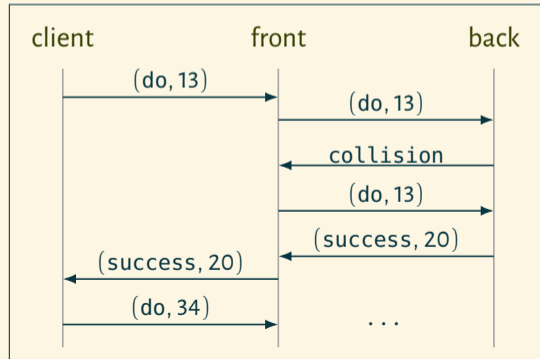 client front back
(do, 13)
(do, 13)
collision
(do, 13)
(success, 20)
(success, 20)
(do, 34)
...